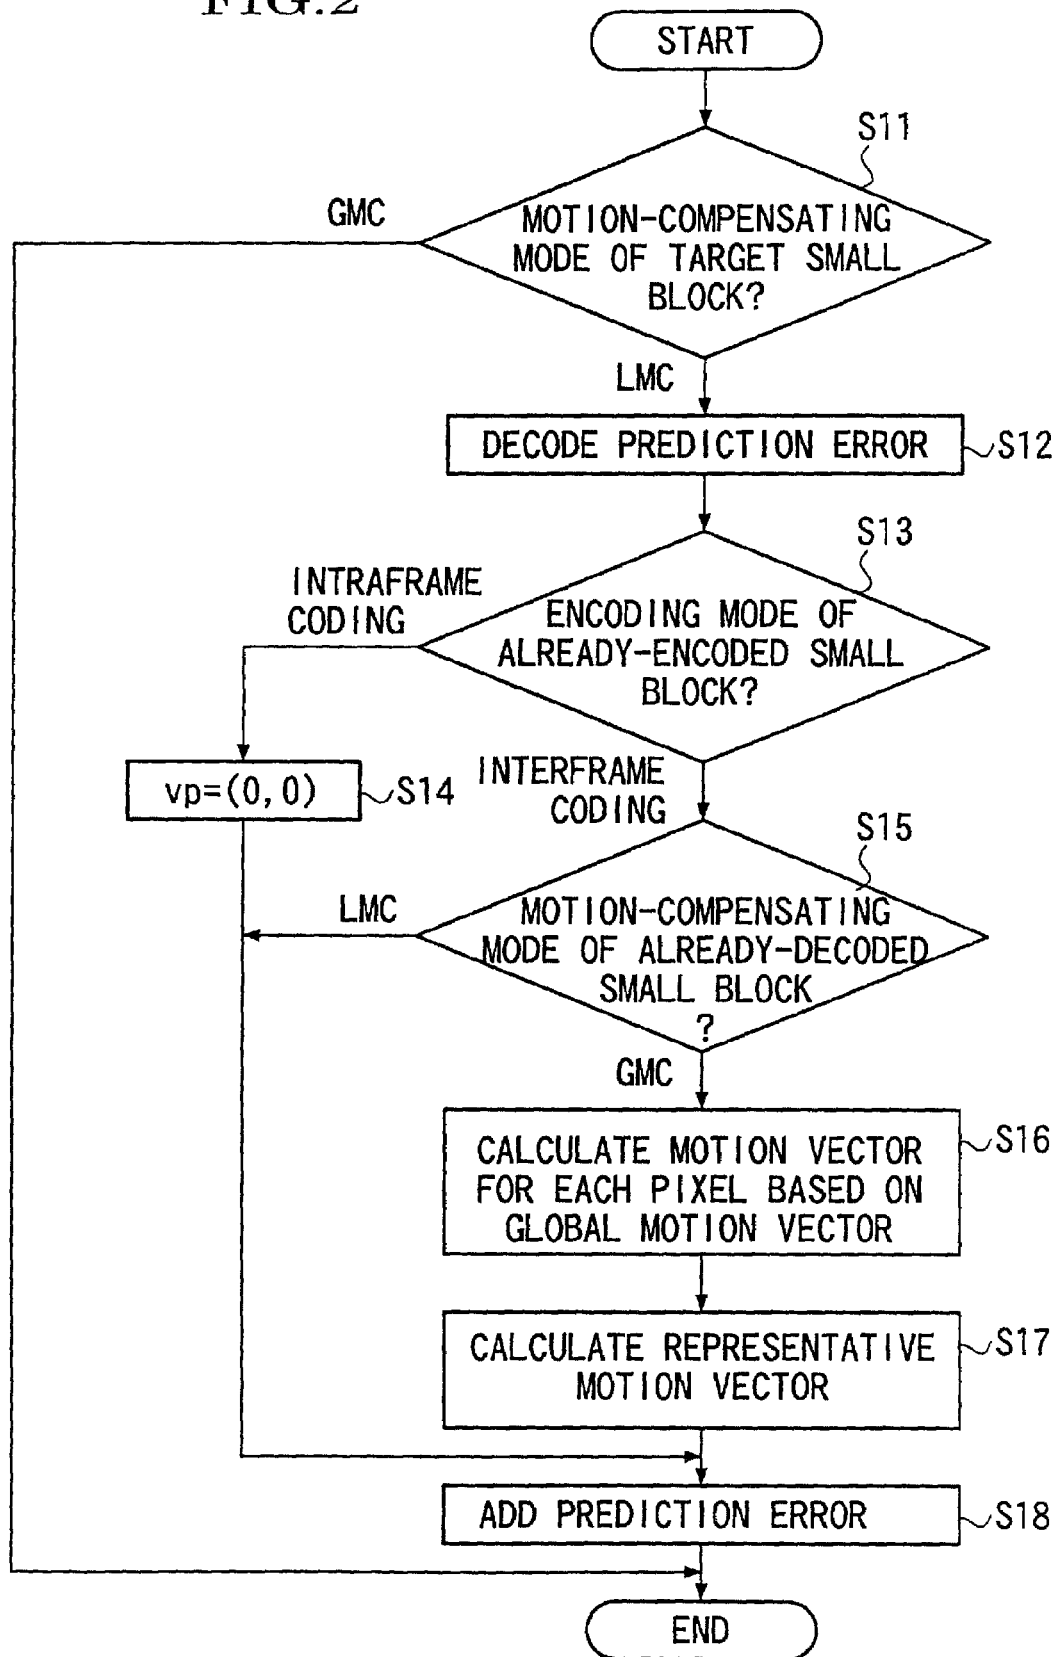 FIG.2
START
S11
GMC
MOTION-COMPENSATING
MODE OF TARGET SMALL
BLOCK?
LMC
DECODE PREDICTION ERROR
S12
S13
INTRAFRAME
CODING
ENCODING MODE OF
ALREADY-ENCODED SMALL
BLOCK?
vp=(0,0)
S14
INTERFRAME
CODING
S15
LMC
MOTION-COMPENSATING
MODE OF ALREADY-DECODED
SMALL BLOCK
?
GMC
CALCULATE MOTION VECTOR
FOR EACH PIXEL BASED ON
GLOBAL MOTION VECTOR
S16
CALCULATE REPRESENTATIVE
MOTION VECTOR
S17
ADD PREDICTION ERROR
S18
END